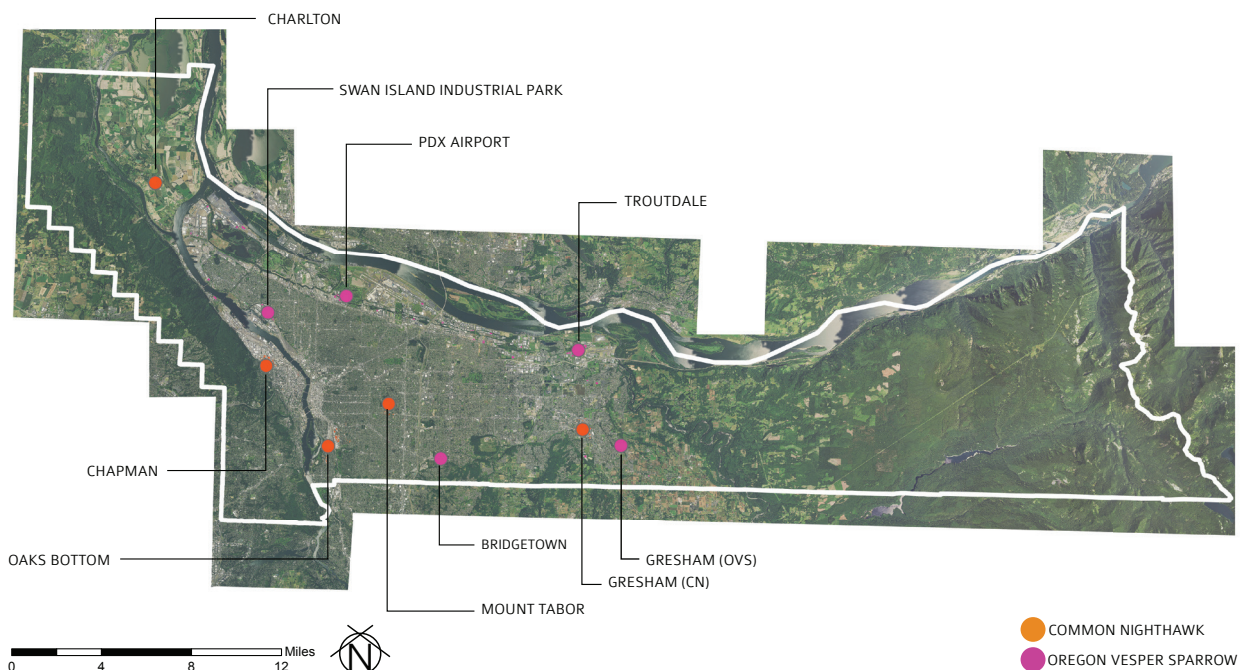 CHARLTON
SWAN ISLAND INDUSTRIAL PARK
PDX AIRPORT
TROUTDALE
CHAPMAN
BRIDGETOWN
OAKS BOTTOM
GRESHAM (OVS)
GRESHAM (CN)
MOUNT TABOR
COMMON NIGHTHAWK
OREGON VESPER SPARROW
Miles
0 4 8 12
N